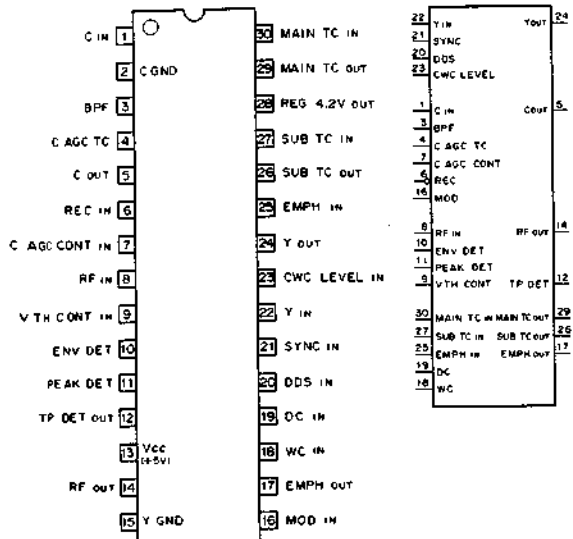 C IN 1
2 C GND
BPF 3
C AGC TC 4
C OUT 5
REC IN 6
C AGC CONT IN 7
RF IN 8
V TH CONT IN 9
ENV DET 10
PEAK DET 11
TP DET OUT 12
13 Vcc
(+5V)
RF OUT 14
15 Y GND
30 MAIN TC IN
29 MAIN TC OUT
28 REG 4.2V OUT
27 SUB TC IN
26 SUB TC OUT
25 EMPH IN
24 Y OUT
23 CWC LEVEL IN
22 Y IN
21 SYNC IN
20 DDS IN
19 DC IN
18 WC IN
17 EMPH OUT
16 MOD IN
22 Y IN YOUT 24
21 SYNC
20 DDS
23 CWC LEVEL
1 C IN COUT 5
3 BPF
4 C AGC TC
7 C AGC CONT
6 REC
16 MOD
8 RF IN RF OUT 14
10 ENV DET
11 PEAK DET
9 VTH CONT TP DET 12
30 MAIN TC IN MAIN TC OUT 29
27 SUB TC IN SUB TC OUT 26
25 EMPH IN EMPH OUT 17
19 DC
18 WC